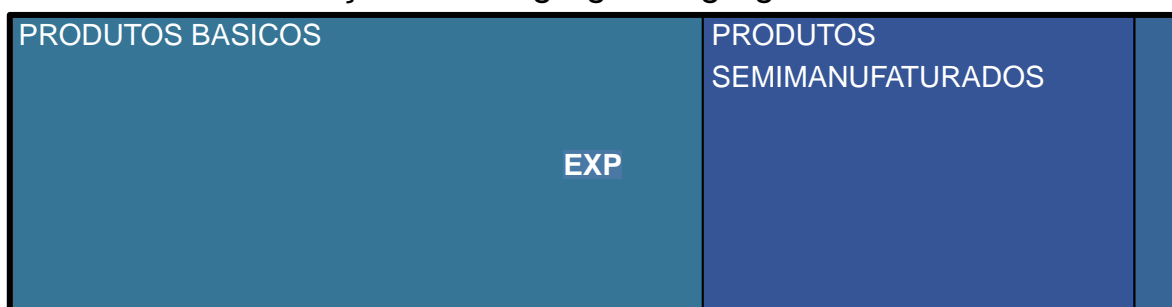 PRODUTOS BASICOS
PRODUTOS
SEMIMANUFATURADOS
EXP